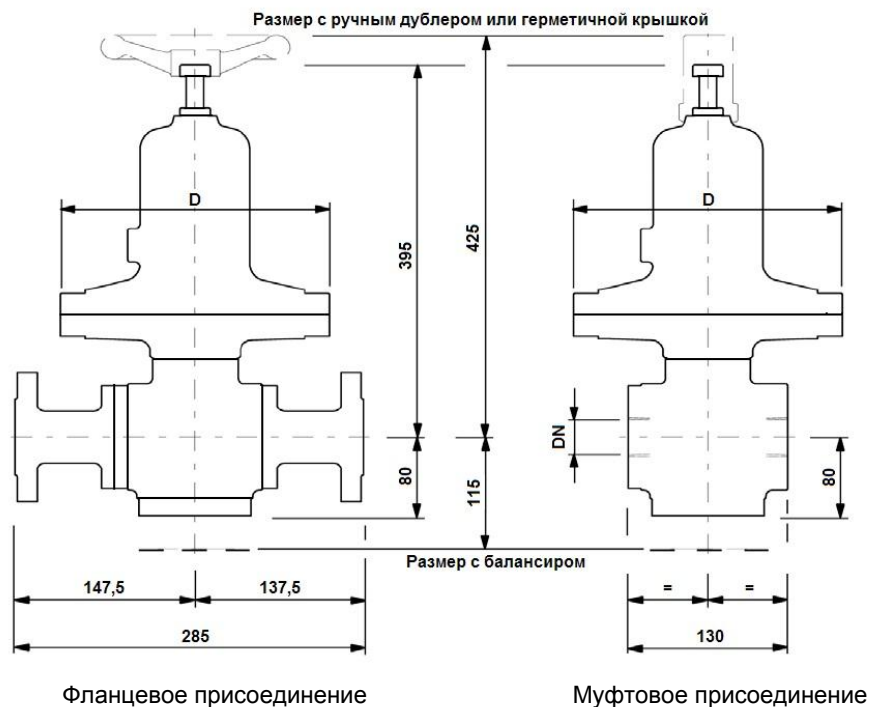 Размер с ручным дублером или герметичной крышкой
D
D
395
425
DN
80
115
80
Размер с балансиром
147,5
137,5
=
=
285
130
Фланцевое присоединение
Муфтовое присоединение